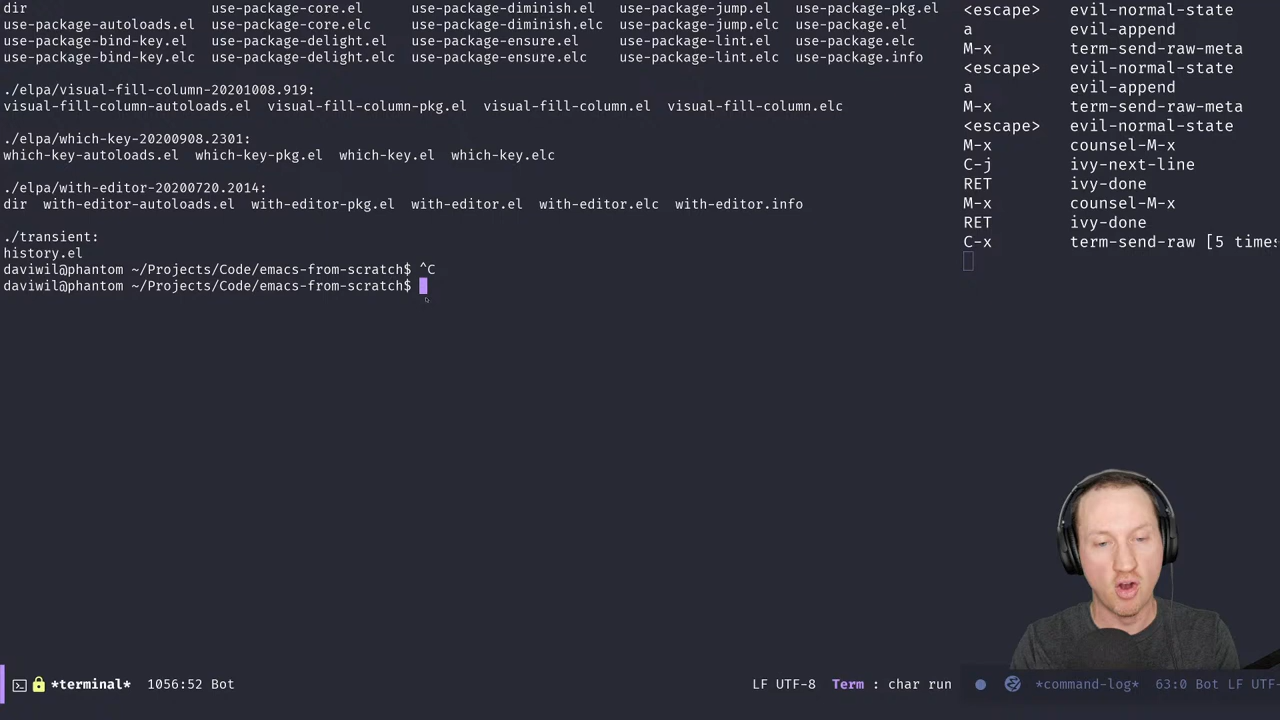 dir use-package-core.el use-package-diminish.el use-package-jump.el use-package-pkg.el
use-package-autoloads.el use-package-core.elc use-package-diminish.elc use-package-jump.elc use-package.el
use-package-bind-key.el use-package-delight.el use-package-ensure.el use-package-lint.el use-package.elc
use-package-bind-key.elc use-package-delight.elc use-package-ensure.elc use-package-lint.elc use-package.info
./elpa/visual-fill-column-20201008.919:
visual-fill-column-autoloads.el visual-fill-column-pkg.el visual-fill-column.el visual-fill-column.elc
./elpa/which-key-20200908.2301:
which-key-autoloads.el which-key-pkg.el which-key.el which-key.elc
./elpa/with-editor-20200720.2014:
dir with-editor-autoloads.el with-editor-pkg.el with-editor.el with-editor.elc with-editor.info
./transient:
history.el
daviwil@phantom ~/Projects/Code/emacs-from-scratch$ ^C
daviwil@phantom ~/Projects/Code/emacs-from-scratch$
*terminal* 1056:52 Bot LF UTF-8 Term : char run
<escape> evil-normal-state
a evil-append
M-x term-send-raw-meta
<escape> evil-normal-state
a evil-append
M-x term-send-raw-meta
<escape> evil-normal-state
M-x counsel-M-x
C-j ivy-next-line
RET ivy-done
M-x counsel-M-x
RET ivy-done
C-x term-send-raw [5 times
*command-log* 63:0 Bot LF UTF-